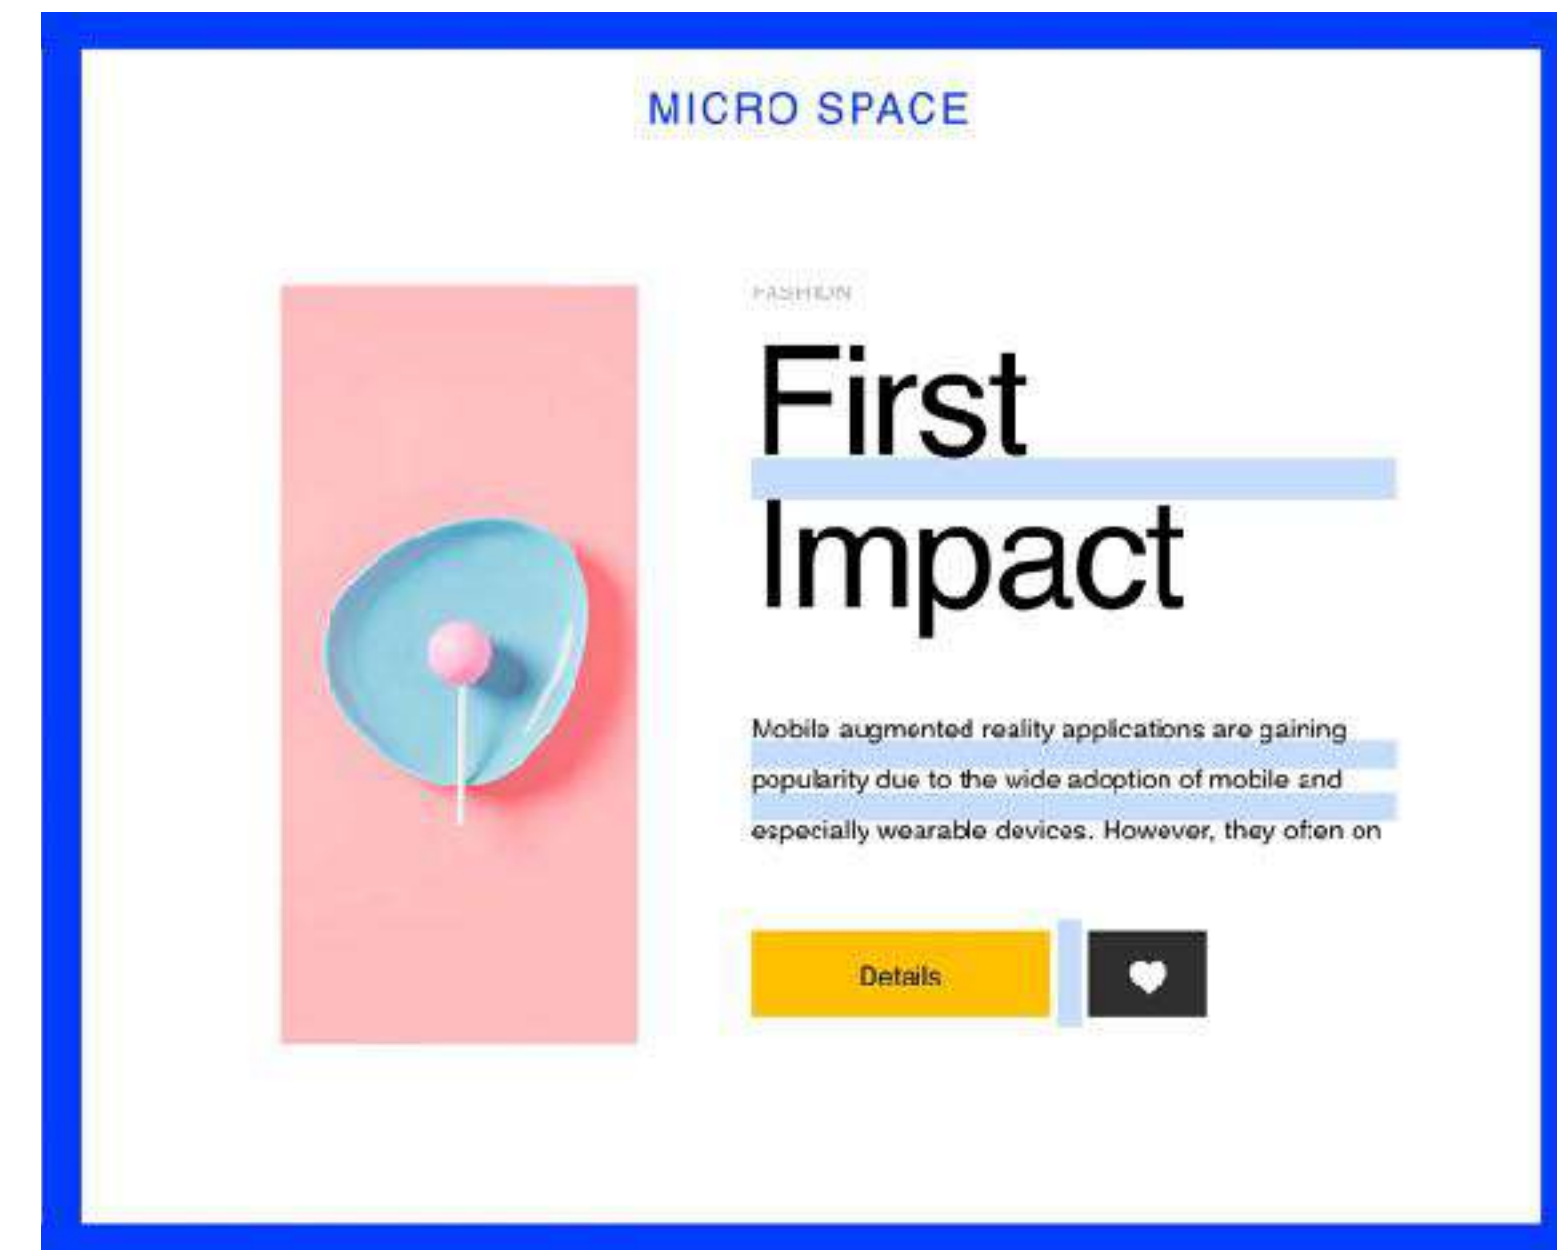 MICRO SPACE
FASHION
First
Impact
Mobile augmented reality applications are gaining
popularity due to the wide adoption of mobile and
especially wearable devices. However, they often on
Details